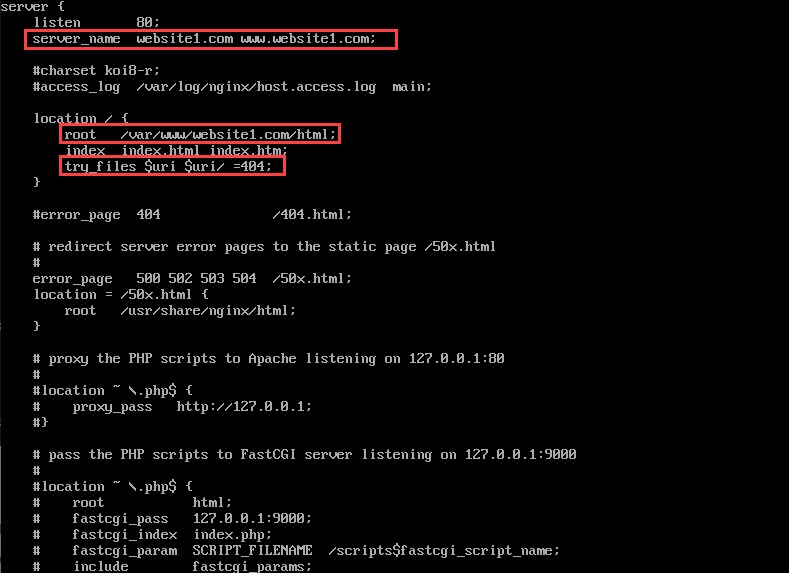 server {
    listen       80;
    server_name  website1.com www.website1.com;

    #charset koi8-r;
    #access_log  /var/log/nginx/host.access.log  main;

    location / {
        root   /var/www/website1.com/html;
        index  index.html index.htm;
        try_files $uri $uri/ =404;
    }

    #error_page  404              /404.html;

    # redirect server error pages to the static page /50x.html
    #
    error_page   500 502 503 504  /50x.html;
    location = /50x.html {
        root   /usr/share/nginx/html;
    }

    # proxy the PHP scripts to Apache listening on 127.0.0.1:80
    #
    #location ~ \.php$ {
    #    proxy_pass   http://127.0.0.1;
    #}

    # pass the PHP scripts to FastCGI server listening on 127.0.0.1:9000
    #
    #location ~ \.php$ {
    #    root           html;
    #    fastcgi_pass   127.0.0.1:9000;
    #    fastcgi_index  index.php;
    #    fastcgi_param  SCRIPT_FILENAME  /scripts$fastcgi_script_name;
    #    include        fastcgi_params;